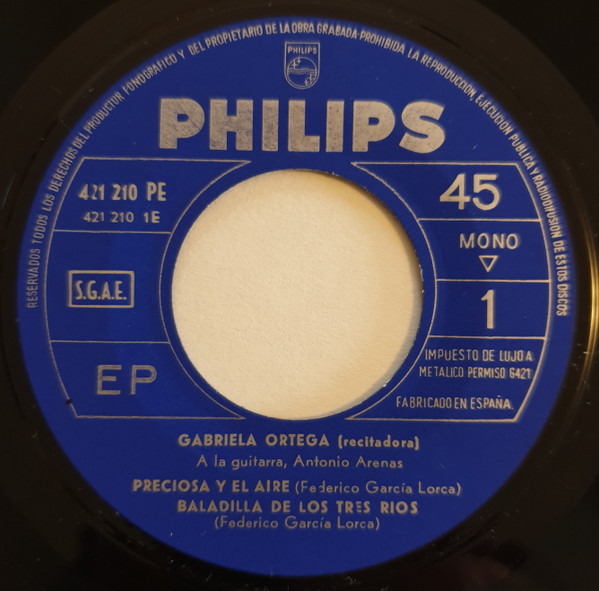 RESERVADOS TODOS LOS DERECHOS DEL PRODUCTOR FONOGRAFICO Y DEL PROPIETARIO DE LA OBRA GRABADA·PROHIBIDA LA REPRODUCCION, EJECUCION PUBLICA Y RADIODIFUSION DE ESTOS DISCOS
PHILIPS
PHILIPS
421 210 PE
421 210 1E
45
MONO
S.G.A.E.
1
EP
IMPUESTO DE LUJO A
METALICO PERMISO 6421
FABRICADO EN ESPAÑA.
GABRIELA ORTEGA (recitadora)
A la guitarra, Antonio Arenas
PRECIOSA Y EL AIRE (Federico García Lorca)
BALADILLA DE LOS TRES RIOS
(Federico García Lorca)